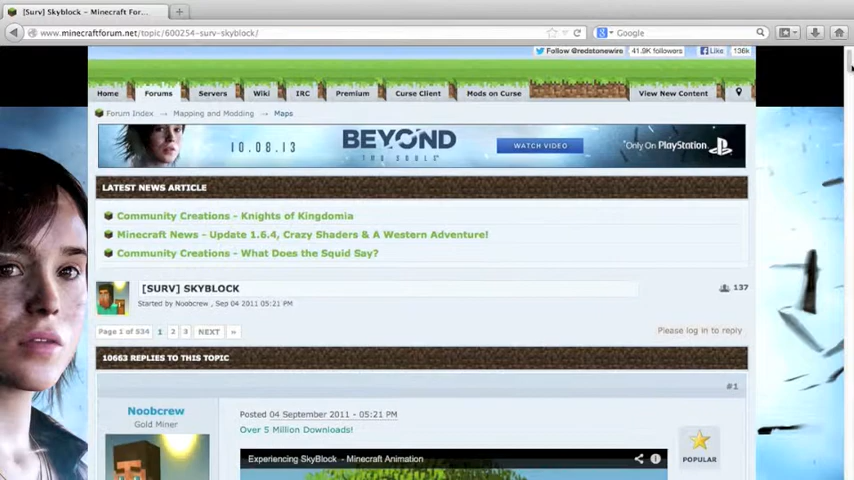 [Surv] Skyblock - Minecraft For...
www.minecraftforum.net/topic/600254-surv-skyblock/
Google
Follow @redstonewire
41.9K followers
Like
136k
Home
Forums
Servers
Wiki
IRC
Premium
Curse Client
Mods on Curse
View New Content
Forum Index → Mapping and Modding → Maps
10.08.13
BEYOND
TWO SOULS
WATCH VIDEO
Only On PlayStation
LATEST NEWS ARTICLE
Community Creations - Knights of Kingdomia
Minecraft News - Update 1.6.4, Crazy Shaders & A Western Adventure!
Community Creations - What Does the Squid Say?
[SURV] SKYBLOCK
137
Started by Noobcrew , Sep 04 2011 05:21 PM
Page 1 of 534 1 2 3 NEXT »
Please log in to reply
10663 REPLIES TO THIS TOPIC
#1
Noobcrew
Gold Miner
Posted 04 September 2011 - 05:21 PM
Over 5 Million Downloads!
Experiencing SkyBlock - Minecraft Animation
POPULAR